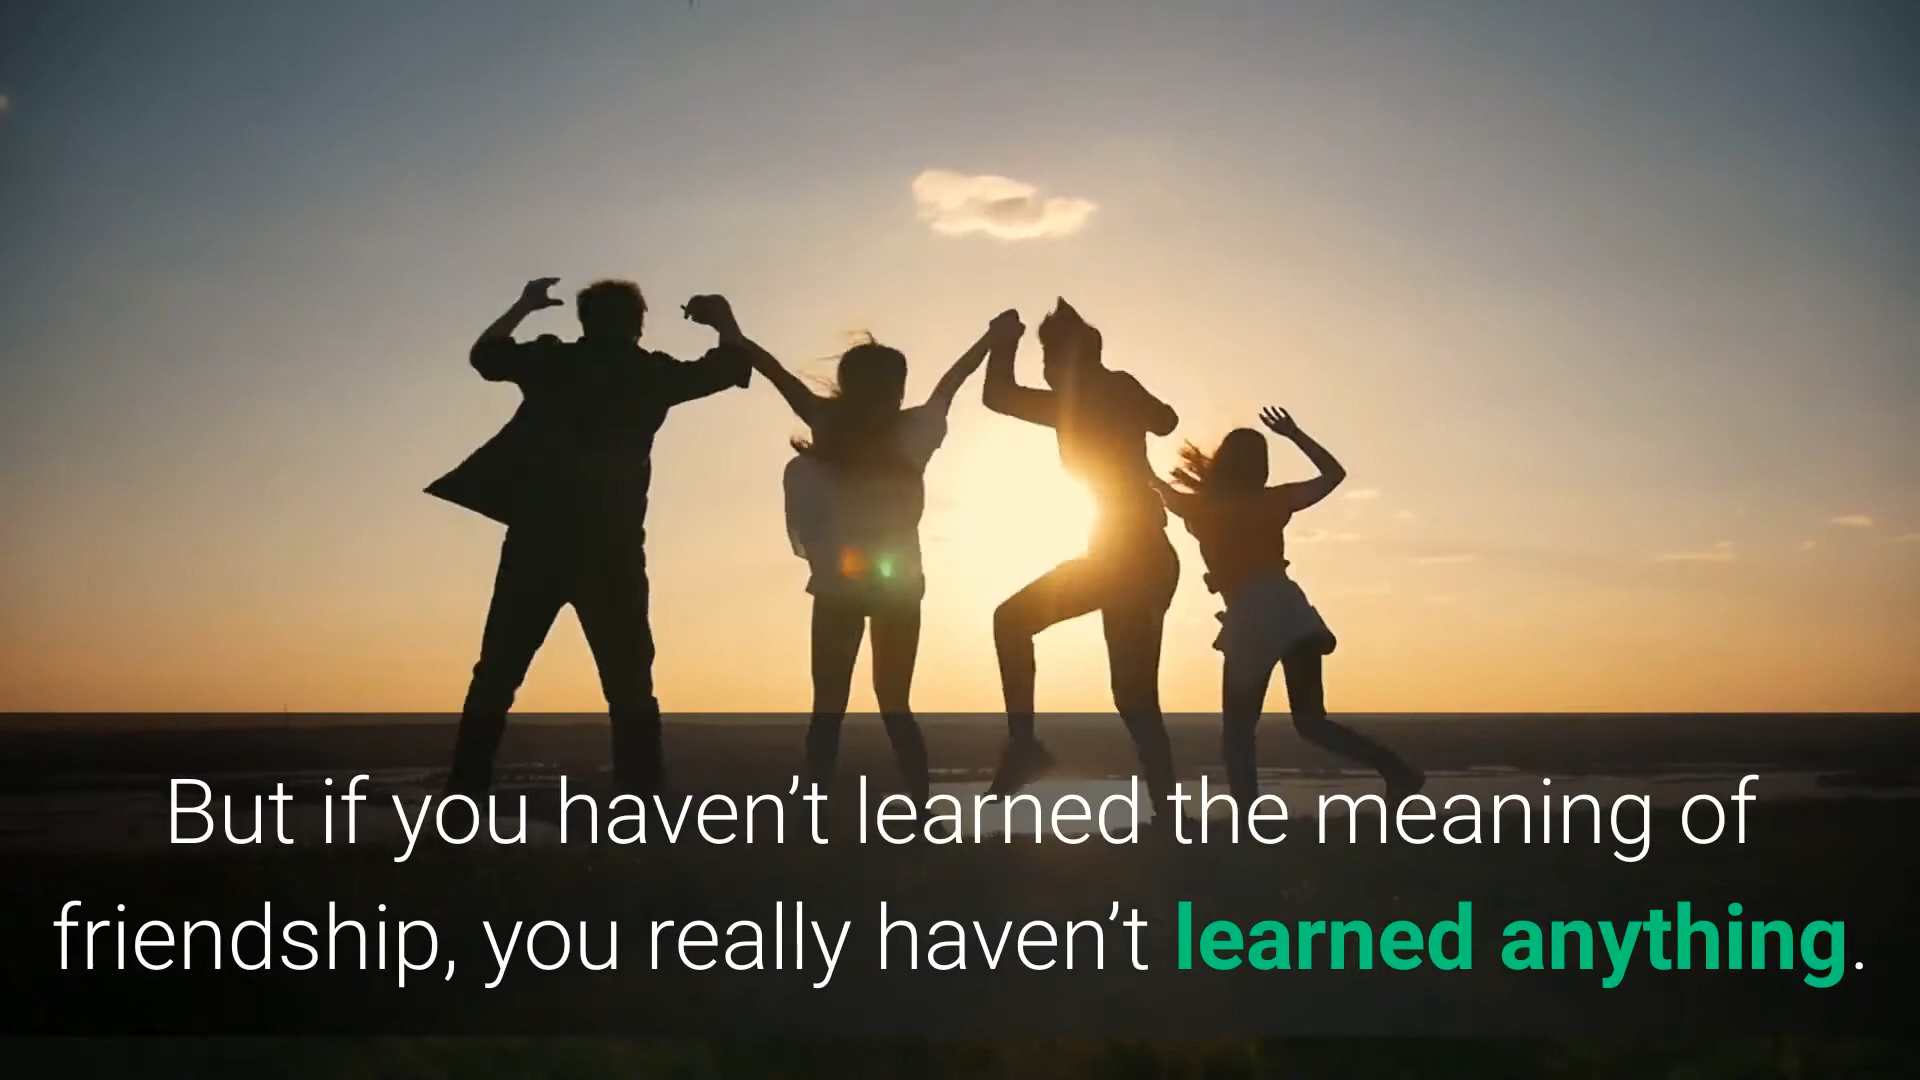 But if you haven’t learned the meaning of
friendship, you really haven’t learned anything.